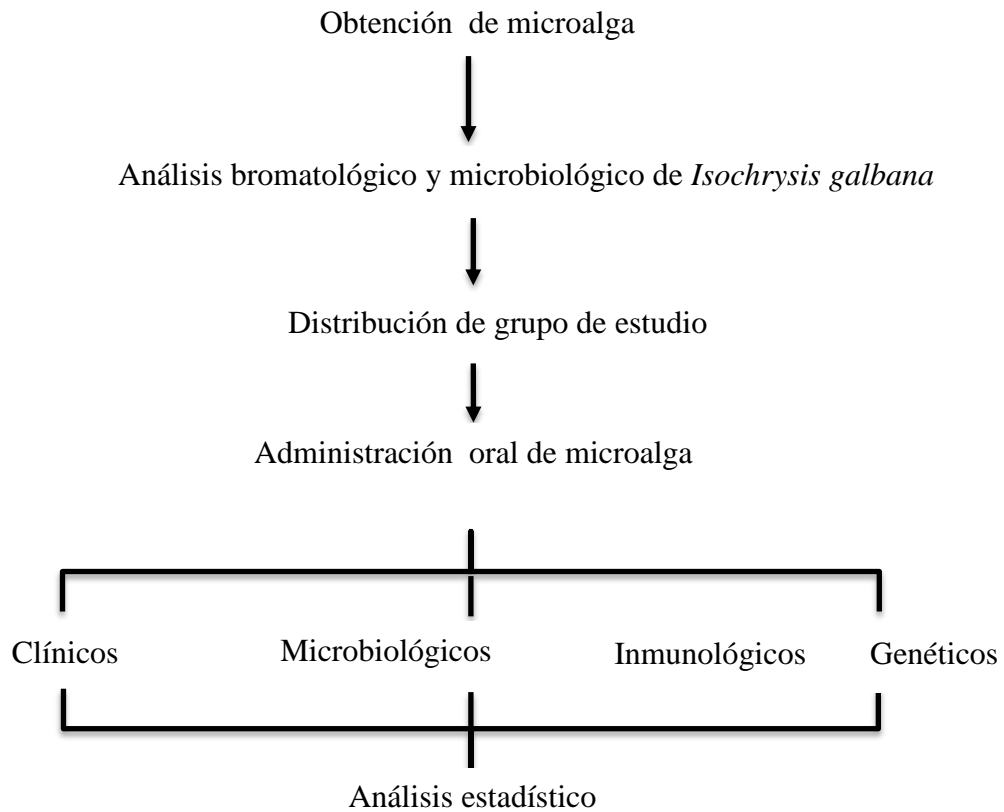 Obtención de microalga
Análisis bromatológico y microbiológico de Isochrysis galbana
Distribución de grupo de estudio
Administración oral de microalga
Clínicos Microbiológicos Inmunológicos Genéticos
Análisis estadístico